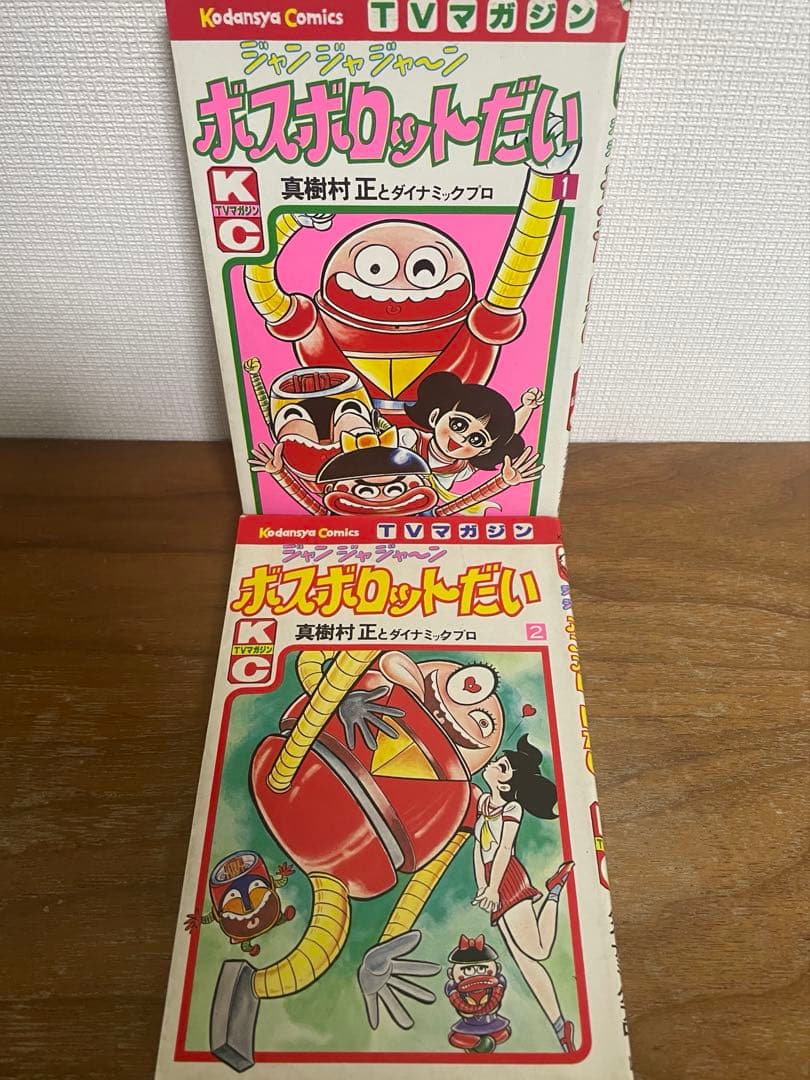 Kodansya Comics TVマガジン
ジャンジャジャ〜ン
ボスボロットだい
KC
TVマガジン
真樹村正とダイナミックプロ
1
Kodansya Comics TVマガジン
ジャンジャジャ〜ン
ボスボロットだい
KC
TVマガジン
真樹村正とダイナミックプロ
2